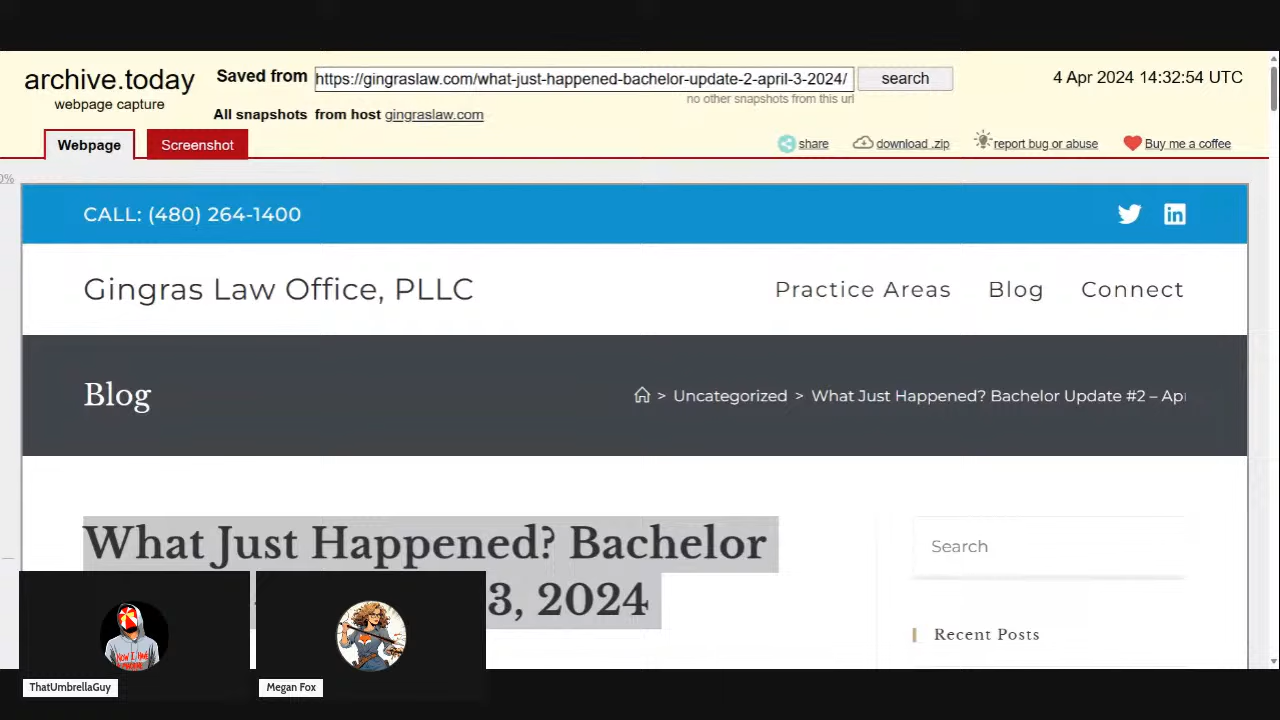 archive.today
webpage capture
Saved from https://gingraslaw.com/what-just-happened-bachelor-update-2-april-3-2024/ search
4 Apr 2024 14:32:54 UTC
no other snapshots from this url
All snapshots from host gingraslaw.com
Webpage Screenshot
share download .zip report bug or abuse Buy me a coffee
0%
CALL: (480) 264-1400
Gingras Law Office, PLLC
Practice Areas Blog Connect
Blog
> Uncategorized > What Just Happened? Bachelor Update #2 – Apr
What Just Happened? Bachelor
3, 2024
Search
Recent Posts
ThatUmbrellaGuy
Megan Fox